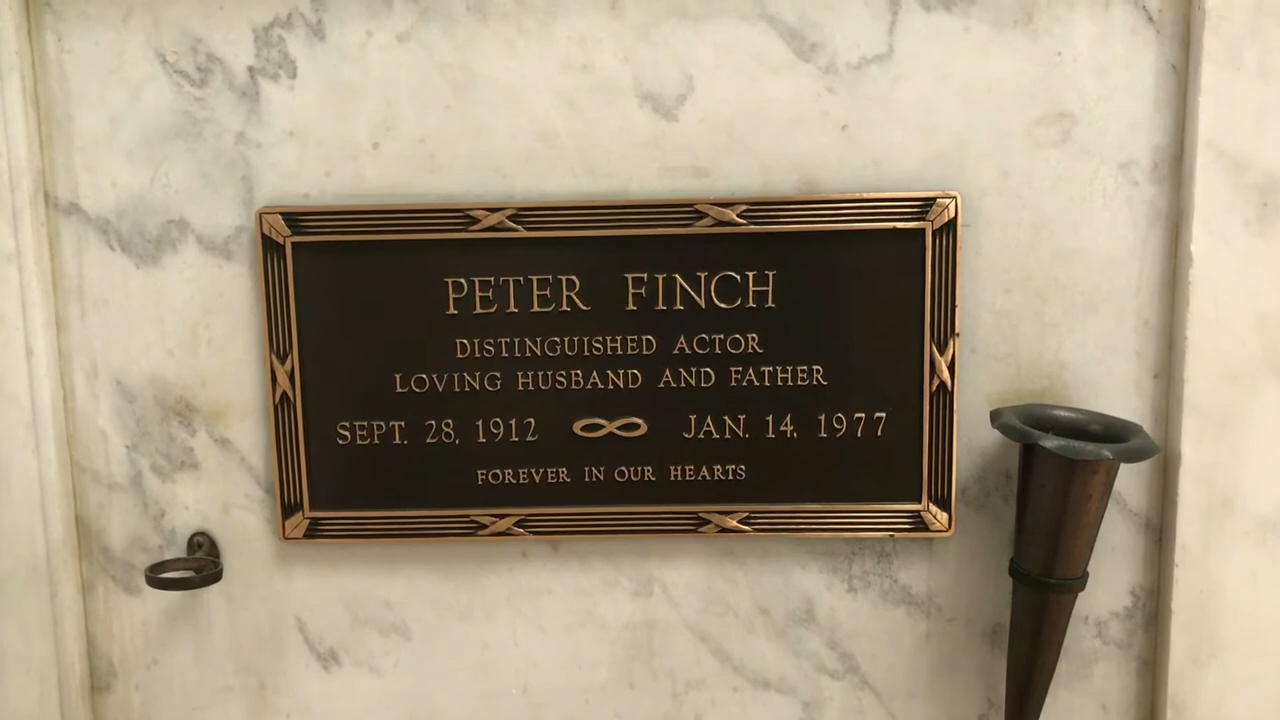 PETER FINCH
DISTINGUISHED ACTOR
LOVING HUSBAND AND FATHER
SEPT. 28, 1912 ∞ JAN. 14, 1977
FOREVER IN OUR HEARTS